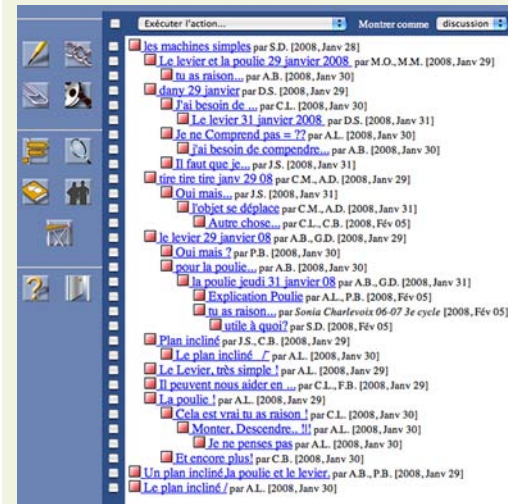 Exécuter l'action... Montrer comme discussion
les machines simples par S.D. [2008, Janv 28]
Le levier et la poulie 29 janvier 2008 par M.O., M.M. [2008, Janv 29]
tu as raison... par A.B. [2008, Janv 30]
dany 29 janvier par D.S. [2008, Janv 29]
J'ai besoin de ... par C.L. [2008, Janv 30]
Le levier 31 janvier 2008 par D.S. [2008, Janv 31]
Je ne Comprend pas = ?? par A.L. [2008, Janv 30]
j'ai besoin de compendre... par A.B. [2008, Janv 30]
Il faut que je... par J.S. [2008, Janv 31]
tire tire tire janv 29 08 par C.M., A.D. [2008, Janv 29]
Oui mais... par J.S. [2008, Janv 31]
l'objet se déplace par C.M., A.D. [2008, Janv 31]
Autre chose... par C.L., C.B. [2008, Fév 05]
le levier 29 janvier 08 par A.B., G.D. [2008, Janv 29]
Oui mais ? par P.B. [2008, Janv 30]
pour la poulie... par A.B. [2008, Janv 30]
la poulie jeudi 31 janvier 08 par A.B., G.D. [2008, Janv 31]
Explication Poulie par A.L., P.B. [2008, Fév 05]
tu as raison... par Sonia Charlevoix 06-07 3e cycle [2008, Fév 05]
utile à quoi? par S.D. [2008, Fév 05]
Plan incliné par J.S., C.B. [2008, Janv 29]
Le plan incliné _/¯ par A.L. [2008, Janv 30]
Le Levier, très simple ! par A.L. [2008, Janv 29]
Il peuvent nous aider en ... par C.L., F.B. [2008, Janv 29]
La poulie ! par A.L. [2008, Janv 29]
Cela est vrai tu as raison ! par C.L. [2008, Janv 30]
Monter, Descendre.. !!! par A.L. [2008, Janv 30]
Je ne penses pas par A.L. [2008, Janv 30]
Et encore plus! par C.B. [2008, Janv 30]
Un plan incliné,la poulie et le levier. par A.B., P.B. [2008, Janv 29]
Le plan incliné / par A.L. [2008, Janv 30]